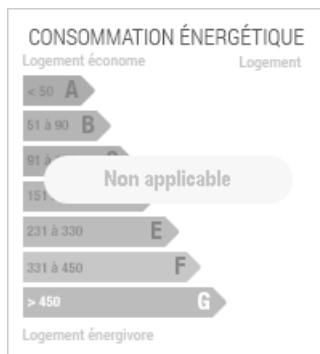 CONSOMMATION ÉNERGÉTIQUE
Logement économe Logement
< 50 A
51 à 90 B
91 à
Non applicable
151
231 à 330 E
331 à 450 F
> 450 G
Logement énergivore